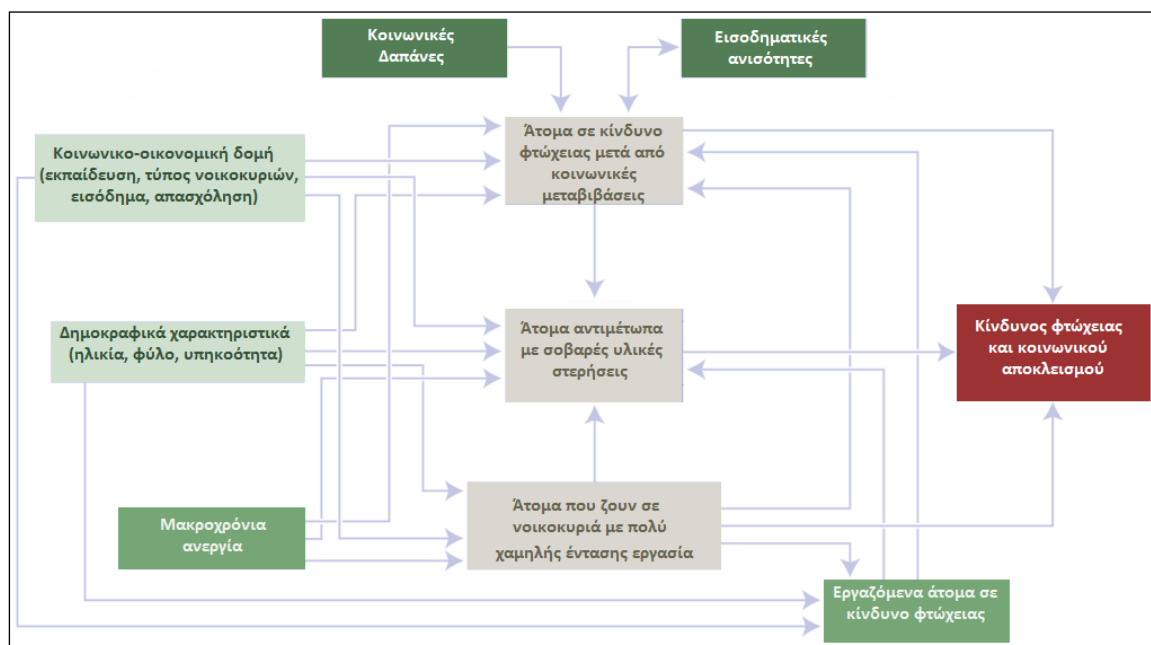 Κοινωνικές
Δαπάνες
Εισοδηματικές
ανισότητες
Άτομα σε κίνδυνο
φτώχειας μετά από
κοινωνικές
μεταβιβάσεις
Κοινωνικο-οικονομική δομή
(εκπαίδευση, τύπος νοικοκυριών,
εισόδημα, απασχόληση)
Δημοκραφικά χαρακτηριστικά
(ηλικία, φύλο, υπηκοότητα)
Άτομα αντιμέτωπα
με σοβαρές υλικές
στερήσεις
Κίνδυνος φτώχειας
και κοινωνικού
αποκλεισμού
Μακροχρόνια
ανεργία
Άτομα που ζουν σε
νοικοκυριά με πολύ
χαμηλής έντασης εργασία
Εργαζόμενα άτομα σε
κίνδυνο φτώχειας